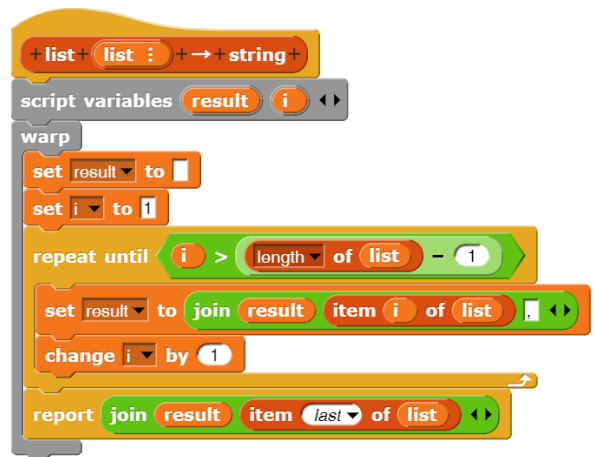 +list+ list ⋮ +→+string+
script variables result i
warp
set result to
set i to 1
repeat until i > length of list - 1
set result to join result item i of list ,
change i by 1
report join result item last of list